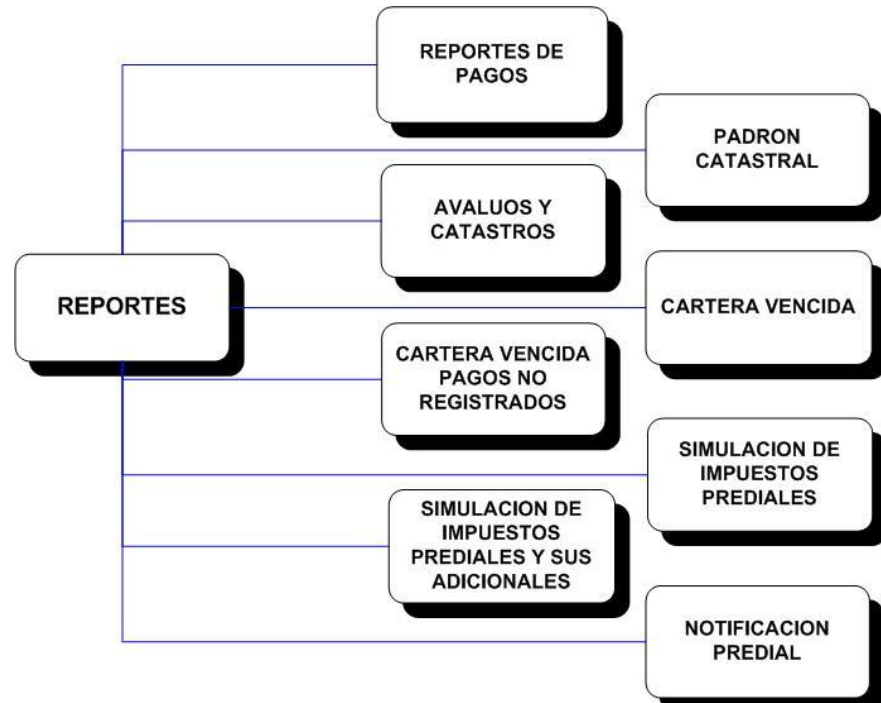 REPORTES DE
PAGOS
PADRON
CATASTRAL
AVALUOS Y
CATASTROS
REPORTES
CARTERA VENCIDA
CARTERA VENCIDA
PAGOS NO
REGISTRADOS
SIMULACION DE
IMPUESTOS
PREDIALES
SIMULACION DE
IMPUESTOS
PREDIALES Y SUS
ADICIONALES
NOTIFICACION
PREDIAL